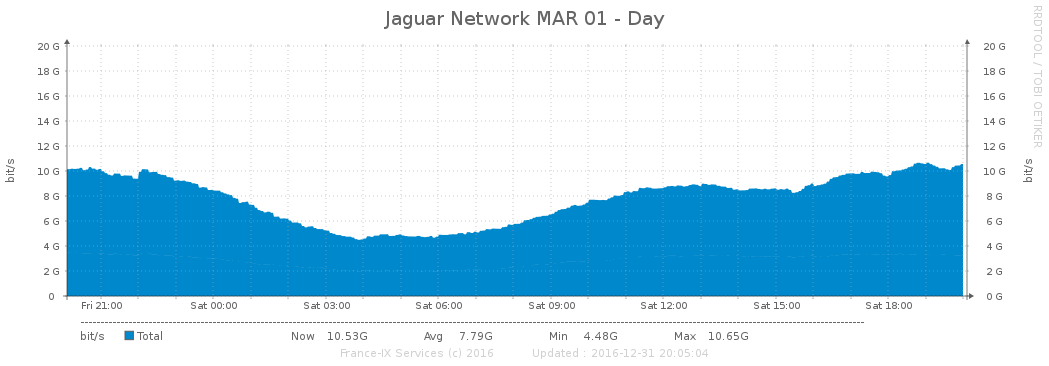 Jaguar Network MAR 01 - Day
RRDTOOL / TOBI OETIKER
bit/s
bit/s
20 G 20 G
18 G 18 G
16 G 16 G
14 G 14 G
12 G 12 G
10 G 10 G
8 G 8 G
6 G 6 G
4 G 4 G
2 G 2 G
0 0 G
Fri 21:00 Sat 00:00 Sat 03:00 Sat 06:00 Sat 09:00 Sat 12:00 Sat 15:00 Sat 18:00
bit/s Total Now 10.53G Avg 7.79G Min 4.48G Max 10.65G
France-IX Services (c) 2016 Updated : 2016-12-31 20:05:04